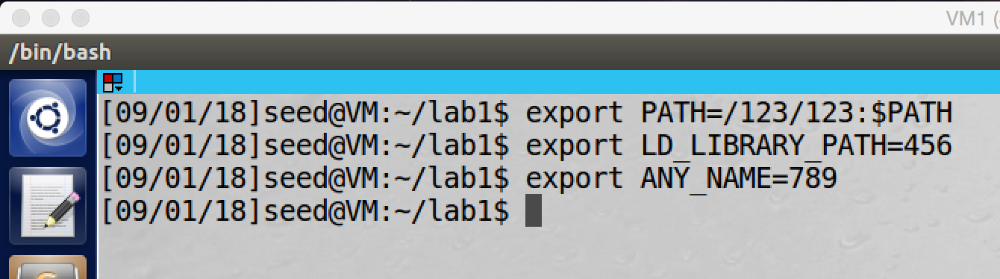 VM1 (
/bin/bash
[09/01/18]seed@VM:~/lab1$ export PATH=/123/123:$PATH
[09/01/18]seed@VM:~/lab1$ export LD_LIBRARY_PATH=456
[09/01/18]seed@VM:~/lab1$ export ANY_NAME=789
[09/01/18]seed@VM:~/lab1$